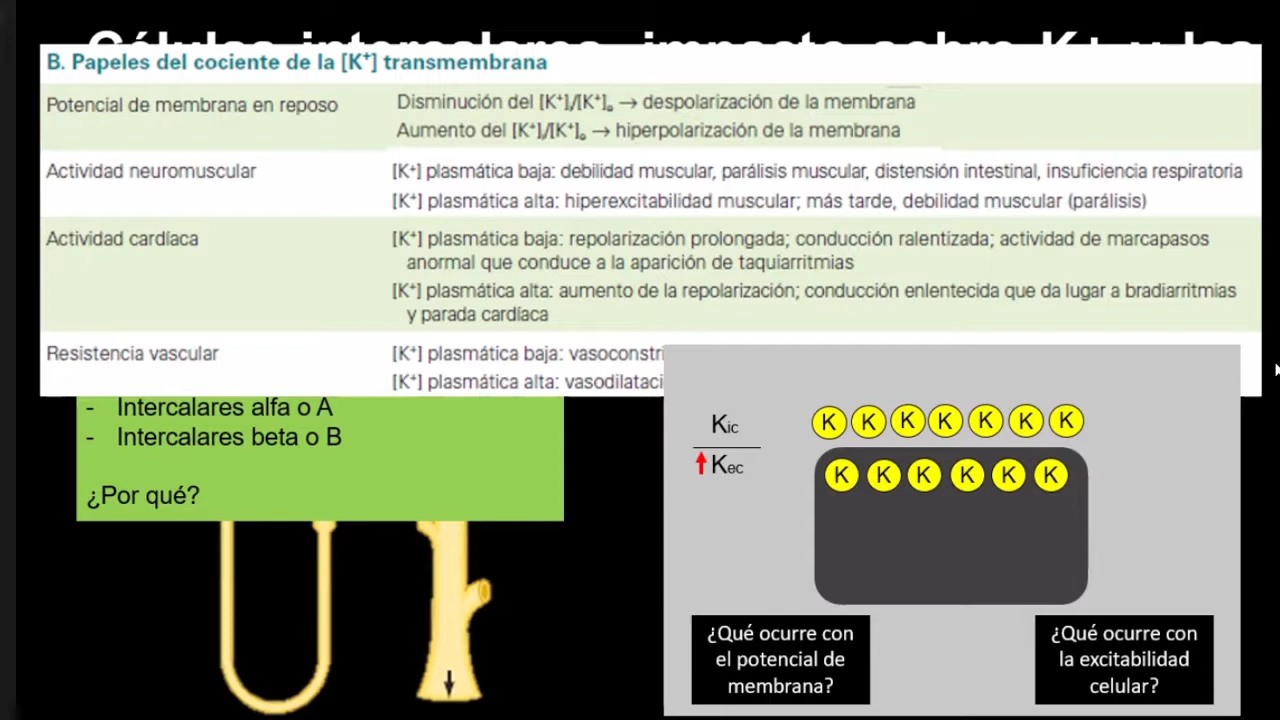 B. Papeles del cociente de la [K⁺] transmembrana
Potencial de membrana en reposo
Disminución del [K⁺]/[K⁺]ₒ → despolarización de la membrana
Aumento del [K⁺]/[K⁺]ₒ → hiperpolarización de la membrana
Actividad neuromuscular
[K⁺] plasmática baja: debilidad muscular, parálisis muscular, distensión intestinal, insuficiencia respiratoria
[K⁺] plasmática alta: hiperexcitabilidad muscular; más tarde, debilidad muscular (parálisis)
Actividad cardíaca
[K⁺] plasmática baja: repolarización prolongada; conducción ralentizada; actividad de marcapasos
anormal que conduce a la aparición de taquiarritmias
[K⁺] plasmática alta: aumento de la repolarización; conducción enlentecida que da lugar a bradiarritmias
y parada cardíaca
Resistencia vascular
[K⁺] plasmática baja: vasoconstri
[K⁺] plasmática alta: vasodilataci
- Intercalares alfa o A
- Intercalares beta o B
¿Por qué?
Kic
Kec
K K K K K K K
K K K K K K
¿Qué ocurre con
el potencial de
membrana?
¿Qué ocurre con
la excitabilidad
celular?